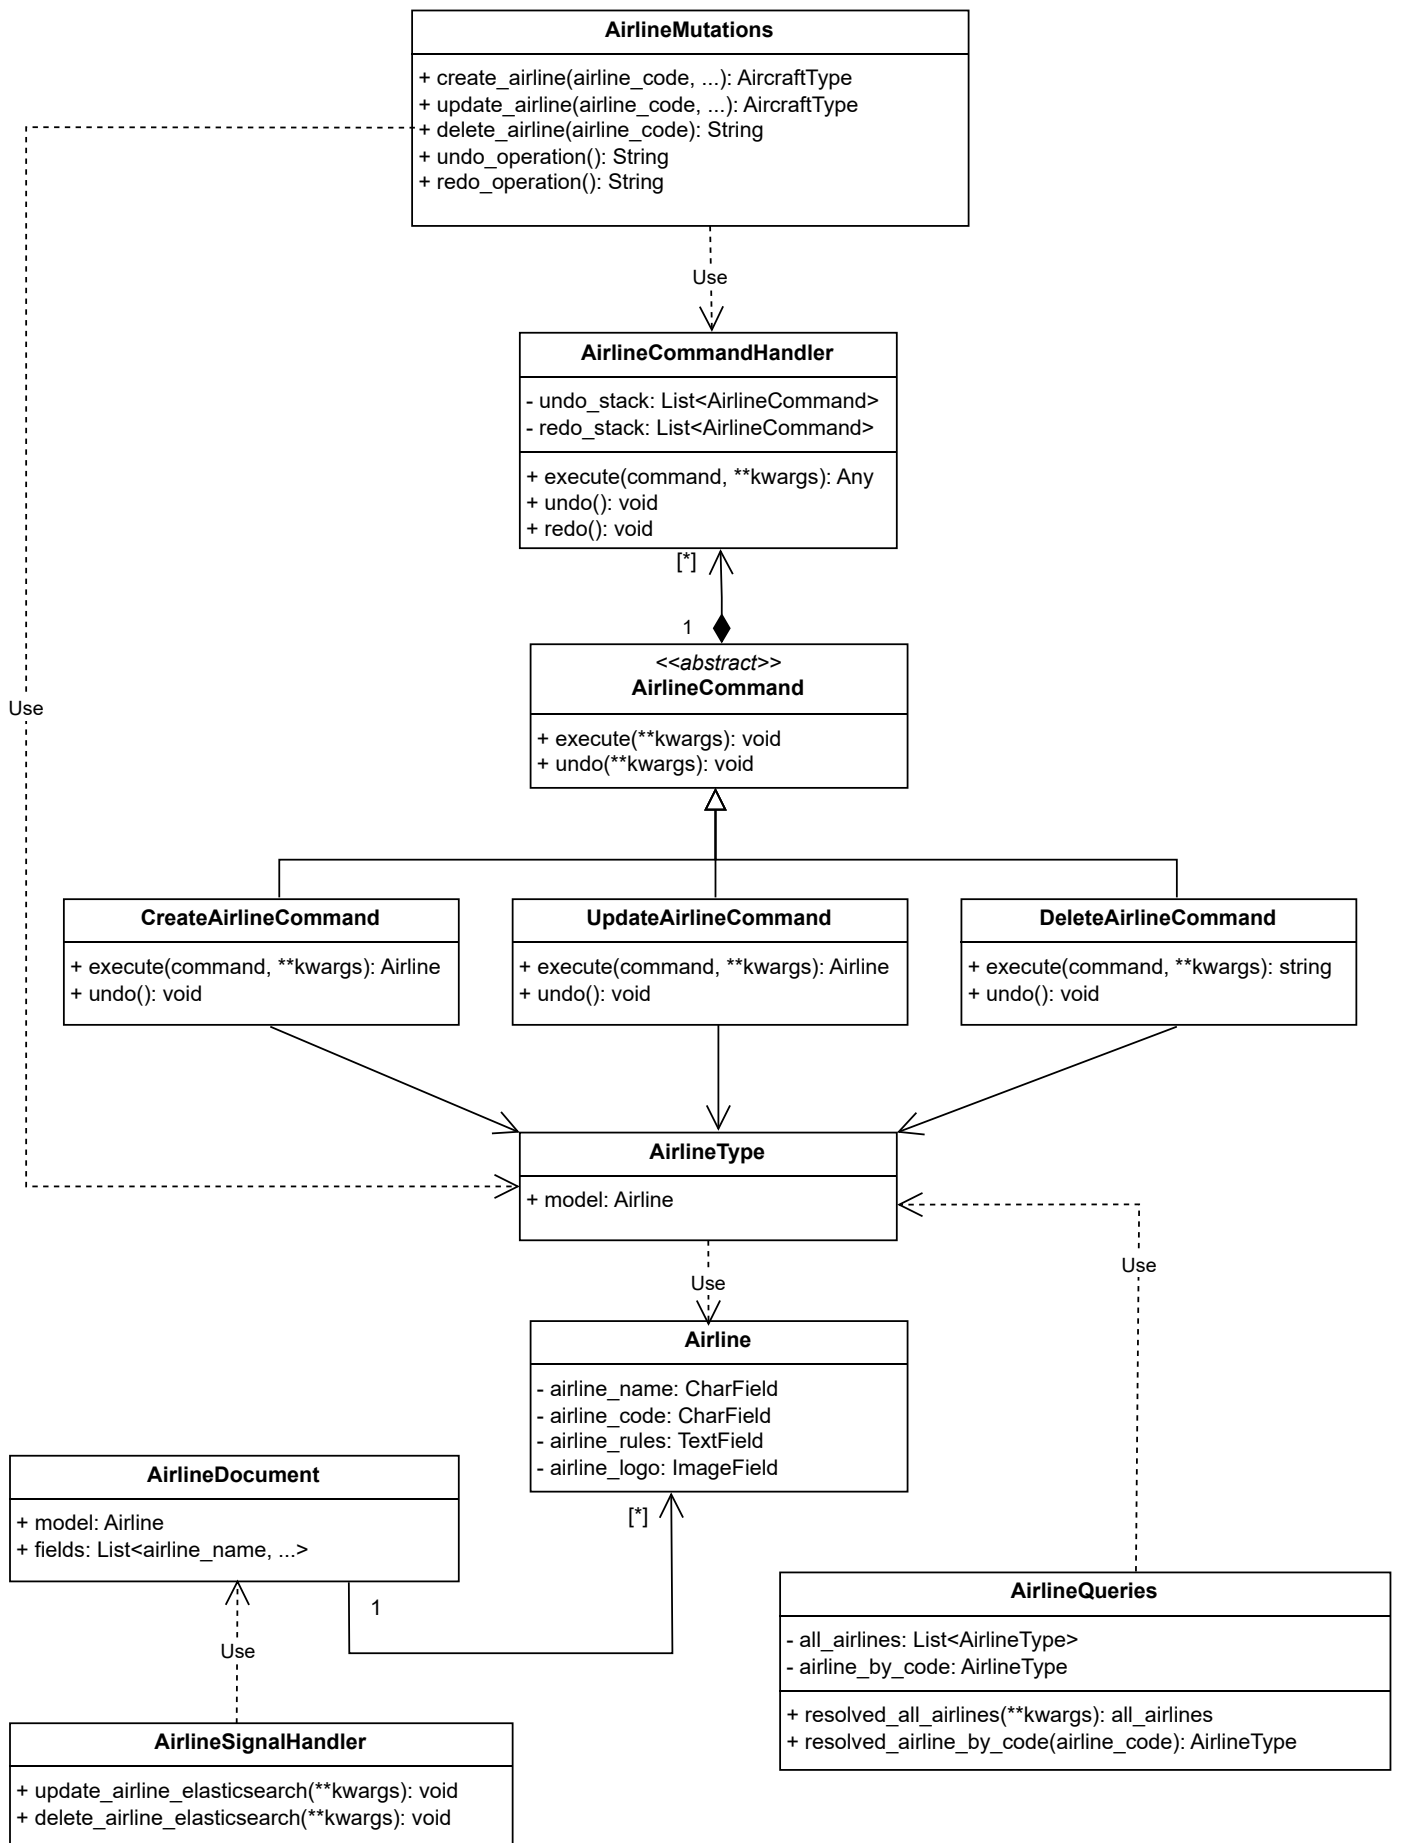 AirlineMutations
+ create_airline(airline_code, ...): AircraftType
+ update_airline(airline_code, ...): AircraftType
+ delete_airline(airline_code): String
+ undo_operation(): String
+ redo_operation(): String
Use
AirlineCommandHandler
- undo_stack: List<AirlineCommand>
- redo_stack: List<AirlineCommand>
+ execute(command, **kwargs): Any
+ undo(): void
+ redo(): void
[*]
1
<<abstract>>
AirlineCommand
+ execute(**kwargs): void
+ undo(**kwargs): void
Use
CreateAirlineCommand
+ execute(command, **kwargs): Airline
+ undo(): void
UpdateAirlineCommand
+ execute(command, **kwargs): Airline
+ undo(): void
DeleteAirlineCommand
+ execute(command, **kwargs): string
+ undo(): void
AirlineType
+ model: Airline
Use
Use
Airline
- airline_name: CharField
- airline_code: CharField
- airline_rules: TextField
- airline_logo: ImageField
[*]
AirlineDocument
+ model: Airline
+ fields: List<airline_name, ...>
1
Use
AirlineQueries
- all_airlines: List<AirlineType>
- airline_by_code: AirlineType
+ resolved_all_airlines(**kwargs): all_airlines
+ resolved_airline_by_code(airline_code): AirlineType
AirlineSignalHandler
+ update_airline_elasticsearch(**kwargs): void
+ delete_airline_elasticsearch(**kwargs): void